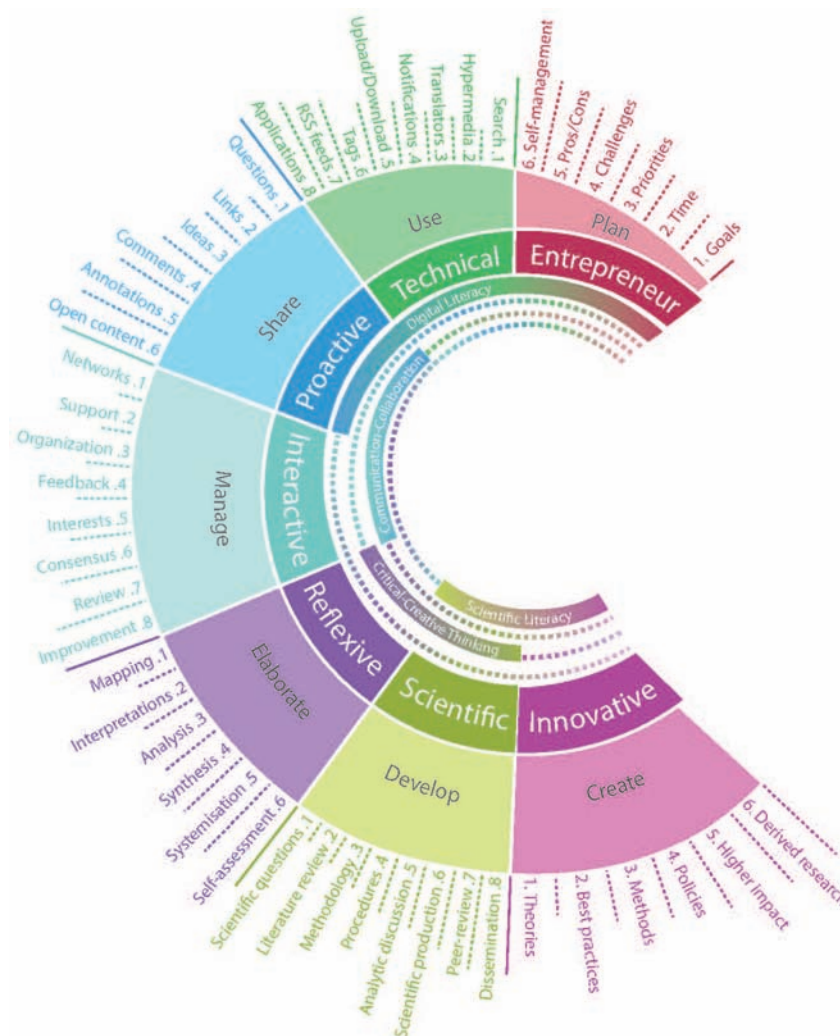 1. Goals
2. Time
3. Priorities
4. Challenges
5. Pros/Cons
6. Self-management
Plan
Entrepreneur
Search .1
Hypermedia .2
Translators .3
Notifications .4
Upload/Download .5
Tags .6
RSS feeds .7
Applications .8
Use
Technical
Questions .1
Links .2
Ideas .3
Comments .4
Annotations .5
Open content .6
Share
Proactive
Networks .1
Support .2
Organization .3
Feedback .4
Interests .5
Consensus .6
Review .7
Improvement .8
Manage
Interactive
Mapping .1
Interpretations .2
Analysis .3
Synthesis .4
Systemisation .5
Self-assessment .6
Elaborate
Reflexive
Scientific questions .1
Literature review .2
Methodology .3
Procedures .4
Analytic discussion .5
Scientific production .6
Peer-review .7
Dissemination .8
Develop
Scientific
1. Theories
2. Best practices
3. Methods
4. Policies
5. Higher impact
6. Derived research
Create
Innovative
Digital Literacy
Communication-Collaboration
Critical-Creative Thinking
Scientific Literacy